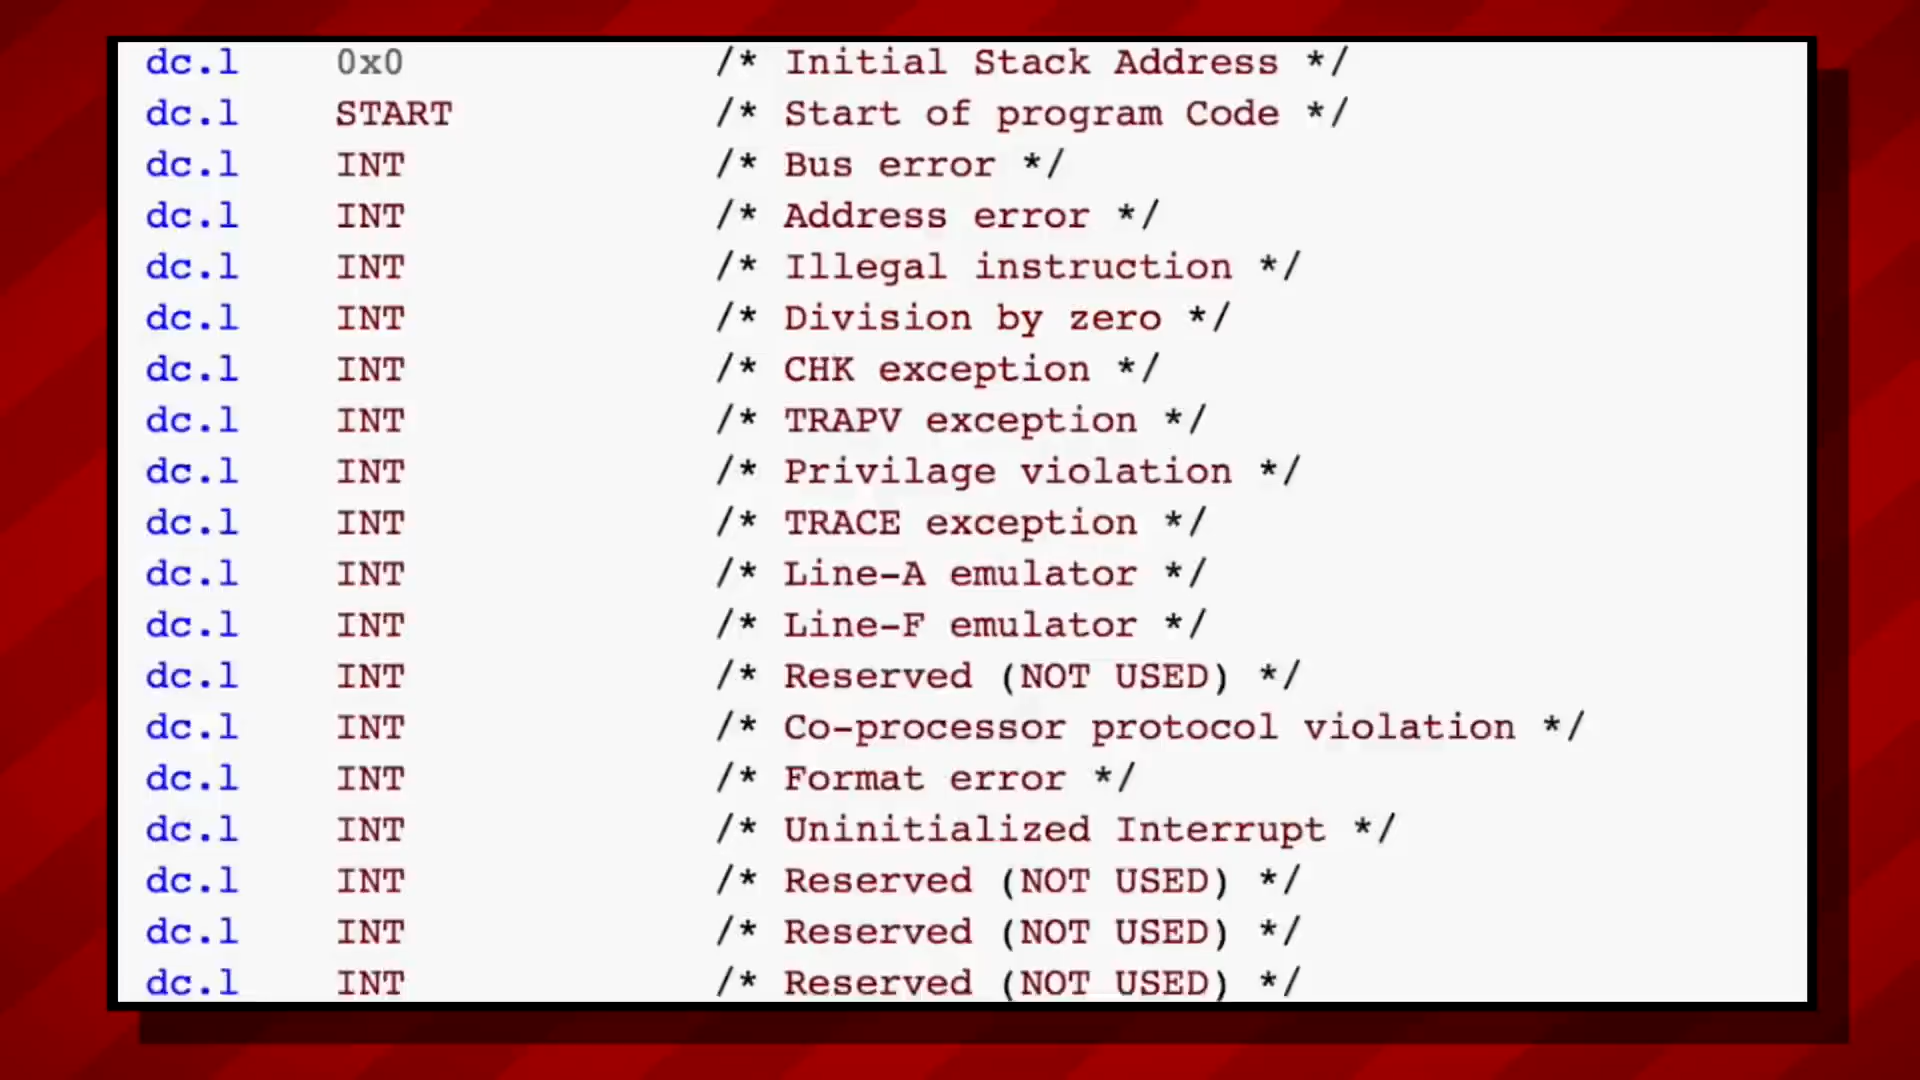 dc.l 0x0 /* Initial Stack Address */
dc.l START /* Start of program Code */
dc.l INT /* Bus error */
dc.l INT /* Address error */
dc.l INT /* Illegal instruction */
dc.l INT /* Division by zero */
dc.l INT /* CHK exception */
dc.l INT /* TRAPV exception */
dc.l INT /* Privilage violation */
dc.l INT /* TRACE exception */
dc.l INT /* Line-A emulator */
dc.l INT /* Line-F emulator */
dc.l INT /* Reserved (NOT USED) */
dc.l INT /* Co-processor protocol violation */
dc.l INT /* Format error */
dc.l INT /* Uninitialized Interrupt */
dc.l INT /* Reserved (NOT USED) */
dc.l INT /* Reserved (NOT USED) */
dc.l INT /* Reserved (NOT USED) */